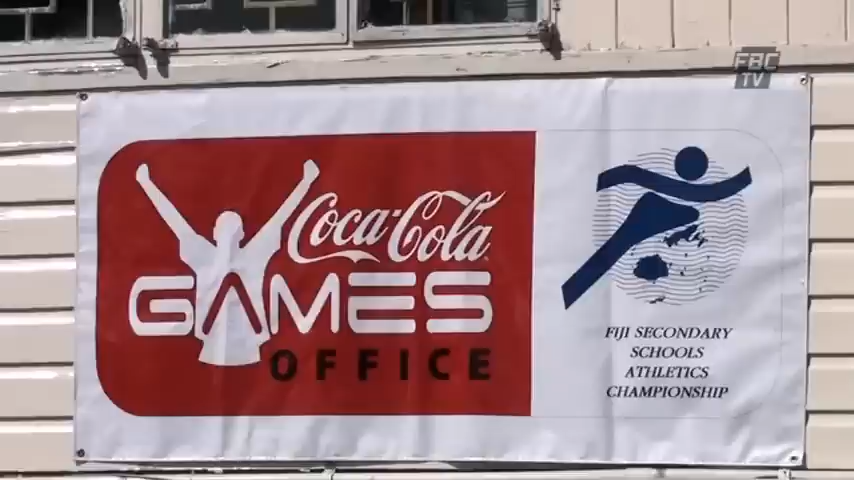 FBC
TV
Coca-Cola
GAMES
OFFICE
FIJI SECONDARY
SCHOOLS
ATHLETICS
CHAMPIONSHIP